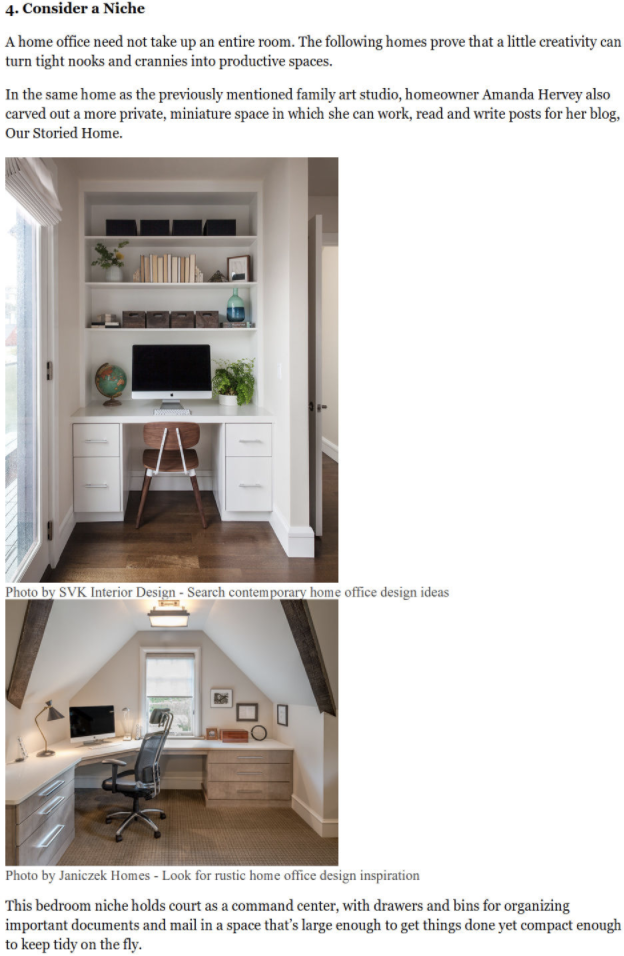 4. Consider a Niche
A home office need not take up an entire room. The following homes prove that a little creativity can
turn tight nooks and crannies into productive spaces.
In the same home as the previously mentioned family art studio, homeowner Amanda Hervey also
carved out a more private, miniature space in which she can work, read and write posts for her blog,
Our Storied Home.
Photo by SVK Interior Design - Search contemporary home office design ideas
Photo by Janiczek Homes - Look for rustic home office design inspiration
This bedroom niche holds court as a command center, with drawers and bins for organizing
important documents and mail in a space that’s large enough to get things done yet compact enough
to keep tidy on the fly.